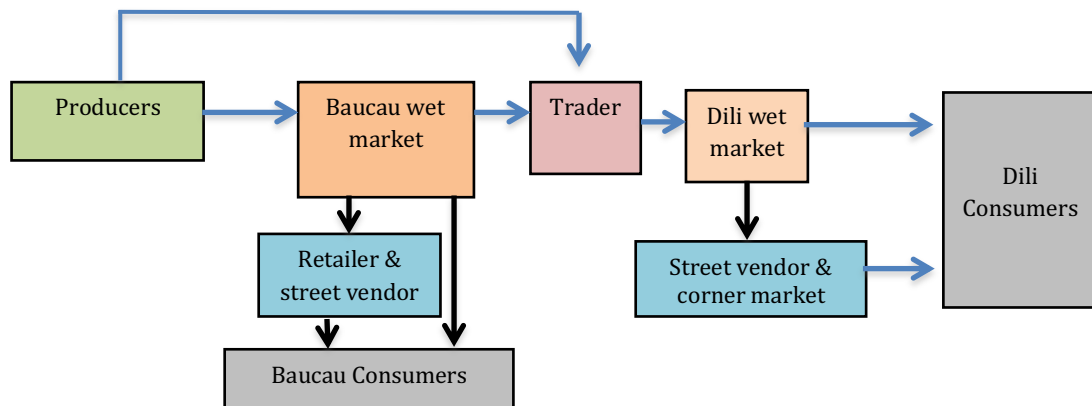 Producers
Baucau wet
market
Trader
Dili wet
market
Dili
Consumers
Retailer &
street vendor
Street vendor &
corner market
Baucau Consumers